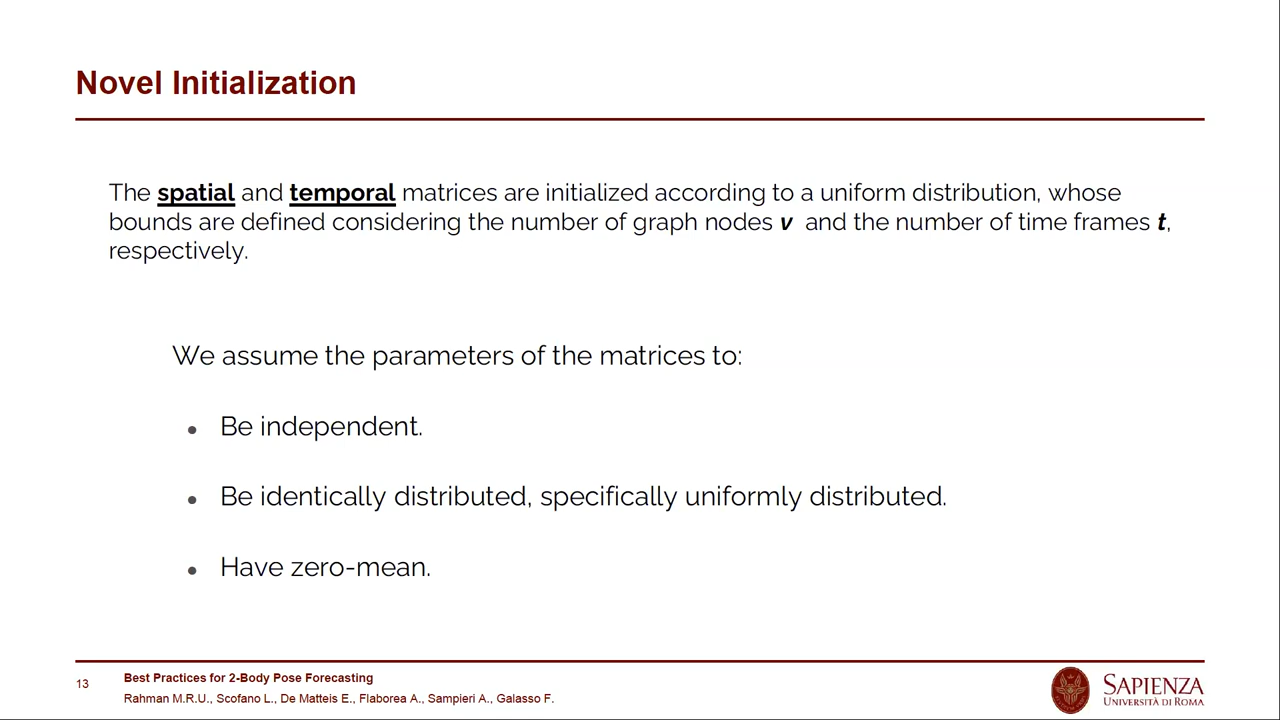 Novel Initialization
The spatial and temporal matrices are initialized according to a uniform distribution, whose
bounds are defined considering the number of graph nodes v and the number of time frames t,
respectively.
We assume the parameters of the matrices to:
● Be independent.
● Be identically distributed, specifically uniformly distributed.
● Have zero-mean.
13
Best Practices for 2-Body Pose Forecasting
Rahman M.R.U., Scofano L., De Matteis E., Flaborea A., Sampieri A., Galasso F.
SAPIENZA
UNIVERSITÀ DI ROMA